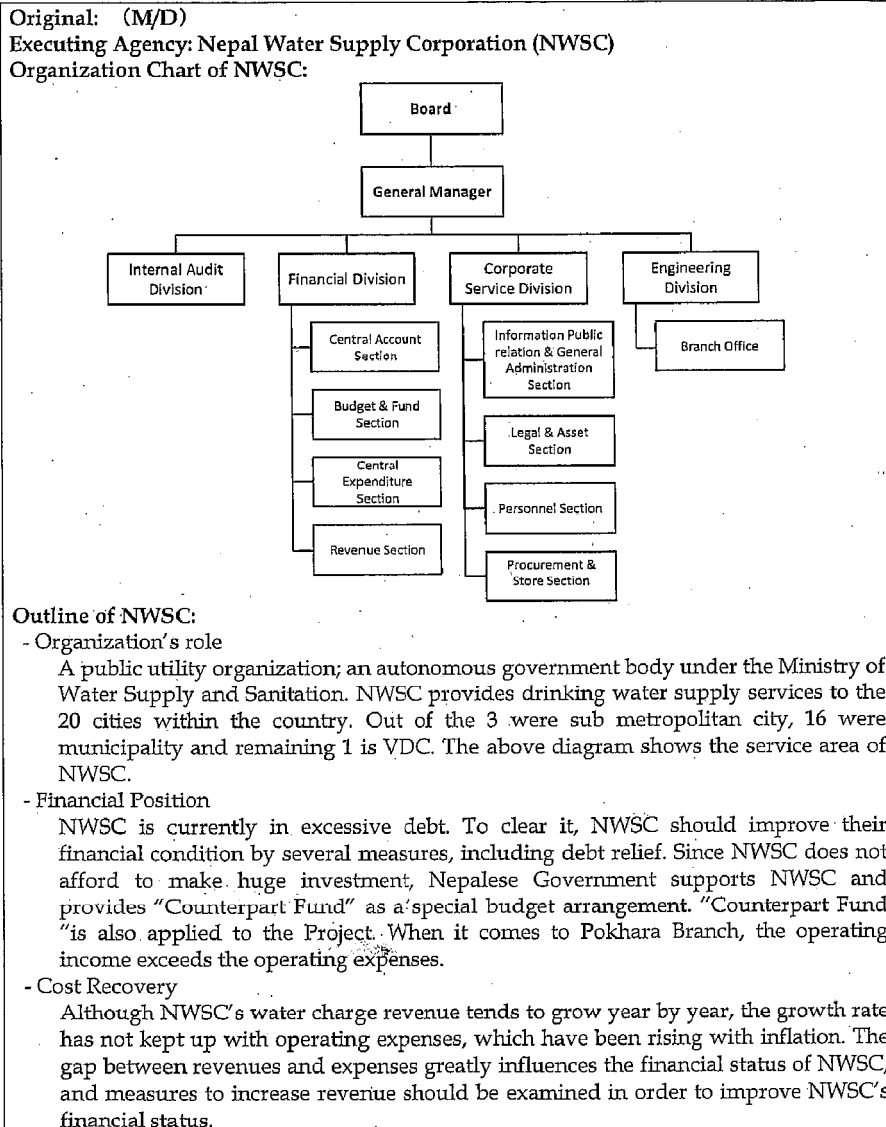 Original: (M/D)
Executing Agency: Nepal Water Supply Corporation (NWSC)
Organization Chart of NWSC:
Board
General Manager
Internal Audit
Division
Financial Division
Corporate
Service Division
Engineering
Division
Central Account
Section
Budget & Fund
Section
Central
Expenditure
Section
Revenue Section
Information Public
relation & General
Administration
Section
Legal & Asset
Section
Personnel Section
Procurement &
Store Section
Branch Office
Outline of NWSC:
- Organization's role
A public utility organization; an autonomous government body under the Ministry of
Water Supply and Sanitation. NWSC provides drinking water supply services to the
20 cities within the country. Out of the 3 were sub metropolitan city, 16 were
municipality and remaining 1 is VDC. The above diagram shows the service area of
NWSC.
- Financial Position
NWSC is currently in excessive debt. To clear it, NWSC should improve their
financial condition by several measures, including debt relief. Since NWSC does not
afford to make huge investment, Nepalese Government supports NWSC and
provides "Counterpart Fund" as a special budget arrangement. "Counterpart Fund
"is also applied to the Project. When it comes to Pokhara Branch, the operating
income exceeds the operating expenses.
- Cost Recovery
Although NWSC's water charge revenue tends to grow year by year, the growth rate
has not kept up with operating expenses, which have been rising with inflation. The
gap between revenues and expenses greatly influences the financial status of NWSC,
and measures to increase revenue should be examined in order to improve NWSC's
financial status.